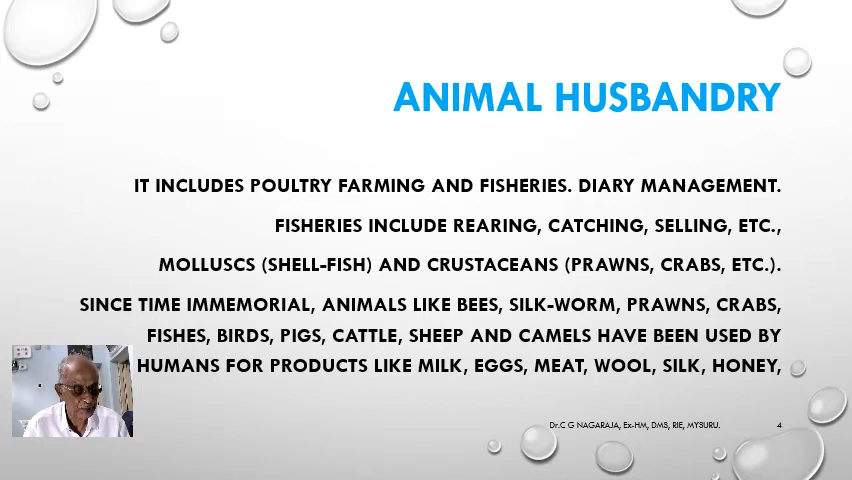 ANIMAL HUSBANDRY
IT INCLUDES POULTRY FARMING AND FISHERIES. DIARY MANAGEMENT.
FISHERIES INCLUDE REARING, CATCHING, SELLING, ETC.,
MOLLUSCS (SHELL-FISH) AND CRUSTACEANS (PRAWNS, CRABS, ETC.).
SINCE TIME IMMEMORIAL, ANIMALS LIKE BEES, SILK-WORM, PRAWNS, CRABS,
FISHES, BIRDS, PIGS, CATTLE, SHEEP AND CAMELS HAVE BEEN USED BY
HUMANS FOR PRODUCTS LIKE MILK, EGGS, MEAT, WOOL, SILK, HONEY,
Dr.C G NAGARAJA, Ex-HM, DMS, RIE, MYSURU.
4